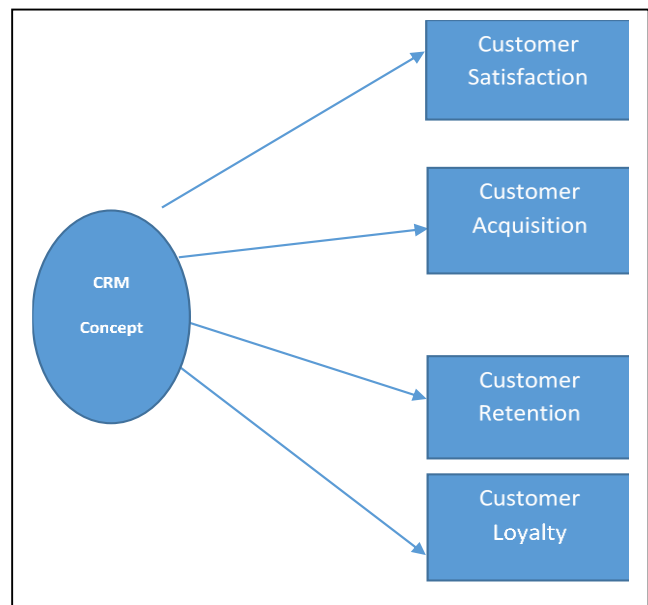 Customer
Satisfaction
Customer
Acquisition
CRM
Concept
Customer
Retention
Customer
Loyalty